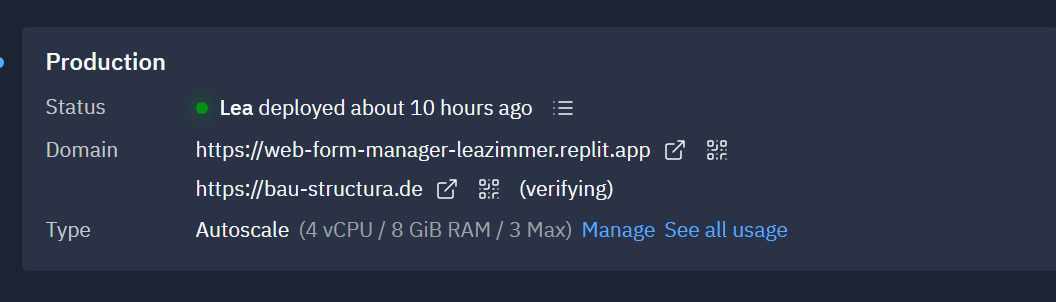 Production
Status Lea deployed about 10 hours ago
Domain https://web-form-manager-leazimmer.replit.app
https://bau-structura.de (verifying)
Type Autoscale (4 vCPU / 8 GiB RAM / 3 Max) Manage See all usage